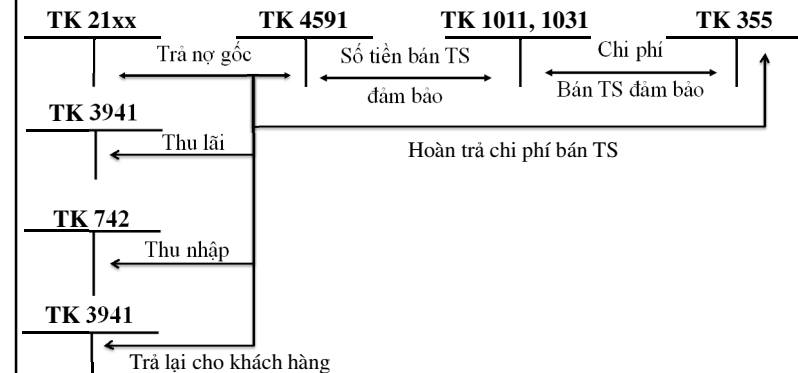 TK 21xx TK 4591 TK 1011, 1031 TK 355
Trả nợ gốc Số tiền bán TS Chi phí
đảm bảo Bán TS đảm bảo
TK 3941
Thu lãi Hoàn trả chi phí bán TS
TK 742
Thu nhập
TK 3941
Trả lại cho khách hàng